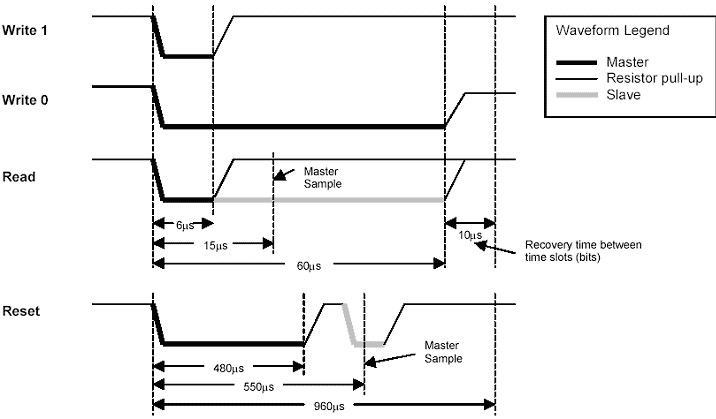 Write 1
Waveform Legend
Master
Resistor pull-up
Slave
Write 0
Read
Master
Sample
6μs
15μs
10μs
Recovery time between
time slots (bits)
60μs
Reset
Master
Sample
480μs
550μs
960μs